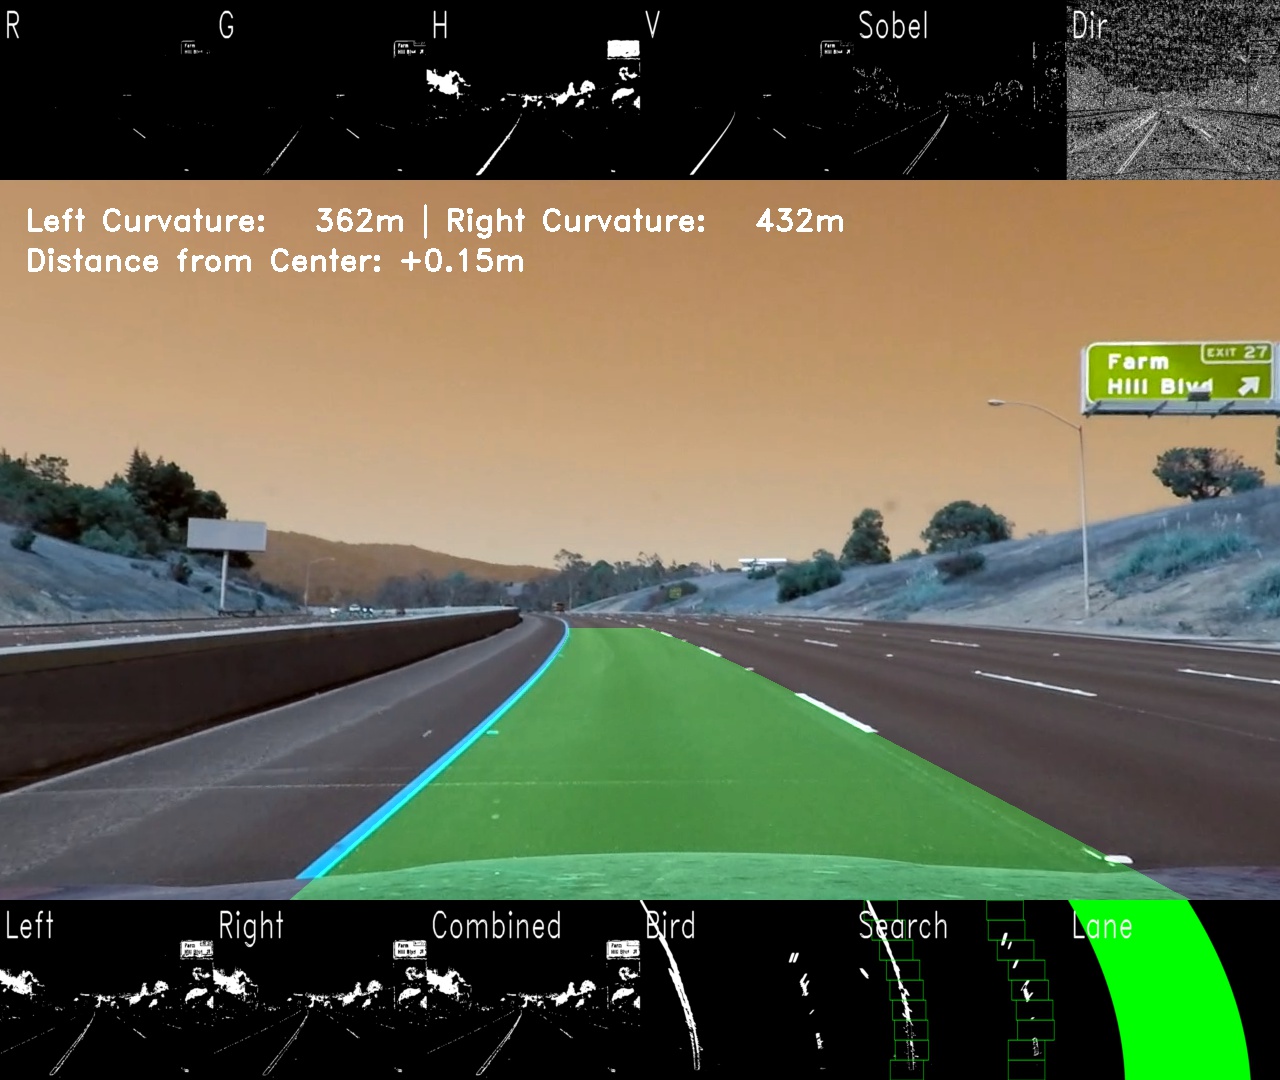 R G H V Sobel Dir
Left Curvature: 362m | Right Curvature: 432m
Distance from Center: +0.15m
EXIT 27
Farm
Hill Blvd
Left Right Combined Bird Search Lane